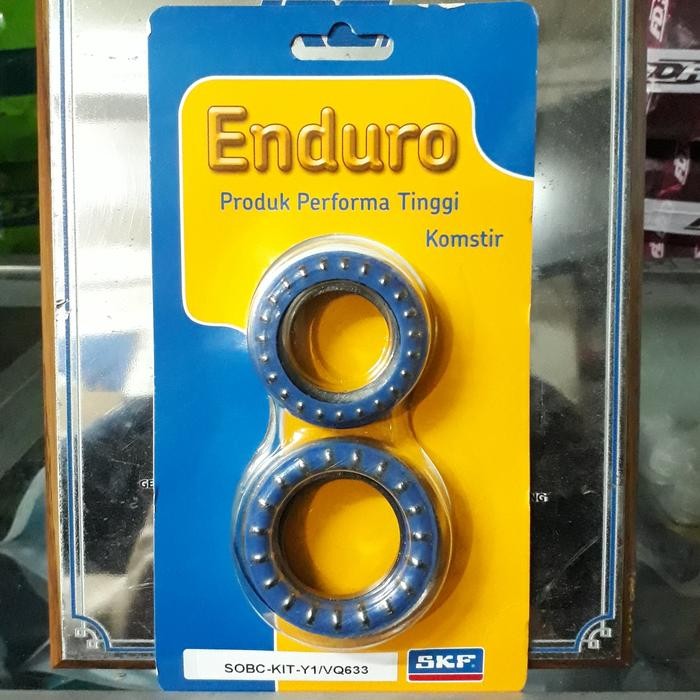 Enduro
Produk Performa Tinggi
Komstir
SOBC-KIT-Y1/VQ633
SKF